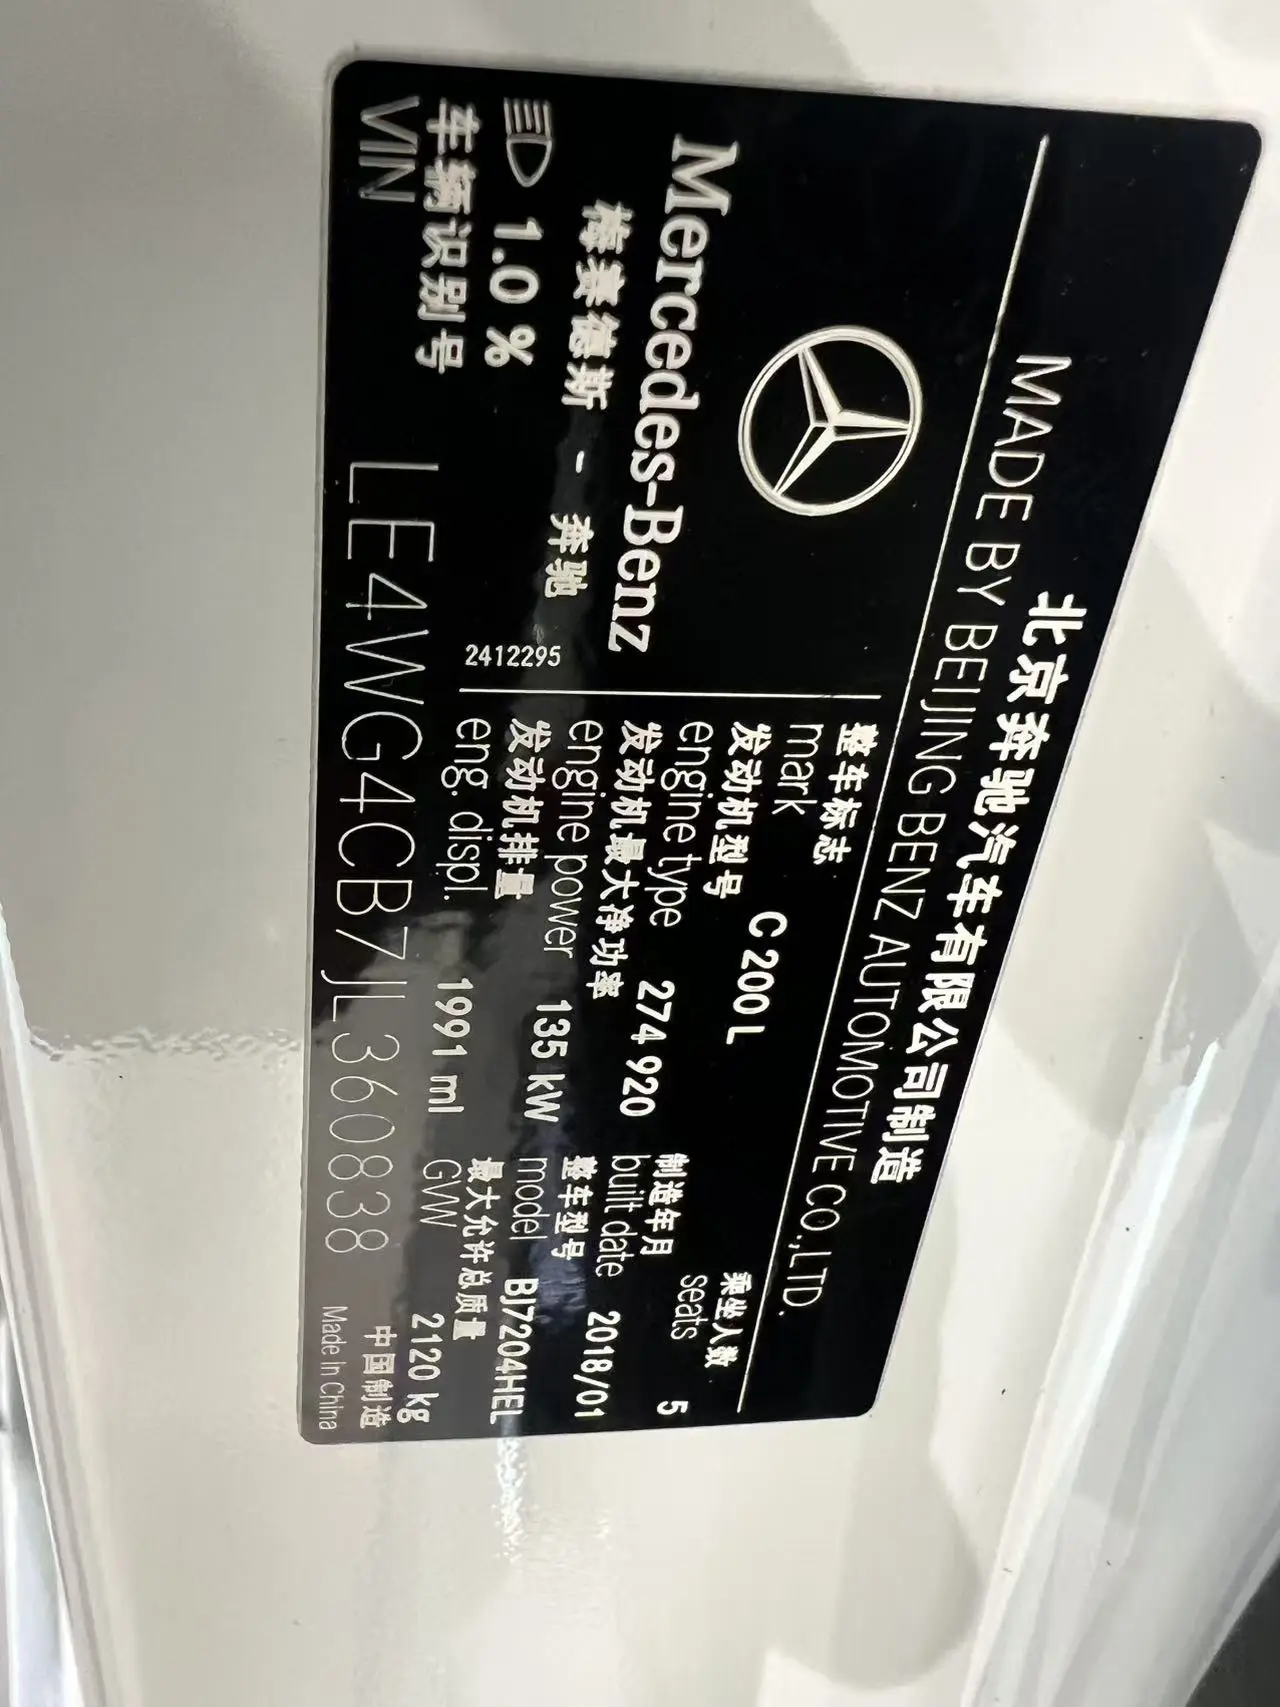 北京奔驰汽车有限公司制造
MADE BY BEIJING BENZ AUTOMOTIVE CO.,LTD.
Mercedes-Benz
梅赛德斯 - 奔驰
2412295
1.0 %
整车标志
mark C 200 L
发动机型号
engine type 274 920
发动机最大净功率
engine power 135 kW
发动机排量
eng. displ. 1991 ml
乘坐人数
seats 5
制造年月
built date 2018/01
整车型号
model BJ7204HEL
最大允许总质量
GWW 2120 kg
车辆识别号
VIN LE4WG4CB7JL360838
中国制造
Made In China